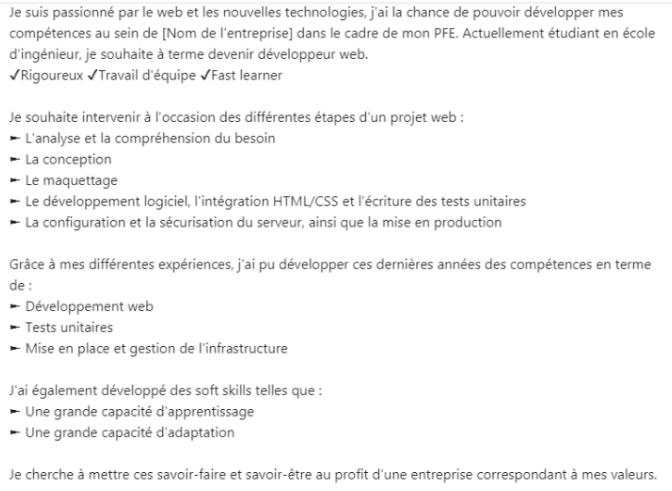 Je suis passionné par le web et les nouvelles technologies, j'ai la chance de pouvoir développer mes
compétences au sein de [Nom de l'entreprise] dans le cadre de mon PFE. Actuellement étudiant en école
d'ingénieur, je souhaite à terme devenir développeur web.
✓Rigoureux ✓Travail d'équipe ✓Fast learner
Je souhaite intervenir à l'occasion des différentes étapes d'un projet web :
► L'analyse et la compréhension du besoin
► La conception
► Le maquettage
► Le développement logiciel, l'intégration HTML/CSS et l'écriture des tests unitaires
► La configuration et la sécurisation du serveur, ainsi que la mise en production
Grâce à mes différentes expériences, j'ai pu développer ces dernières années des compétences en terme
de :
► Développement web
► Tests unitaires
► Mise en place et gestion de l'infrastructure
J'ai également développé des soft skills telles que :
► Une grande capacité d'apprentissage
► Une grande capacité d'adaptation
Je cherche à mettre ces savoir-faire et savoir-être au profit d'une entreprise correspondant à mes valeurs.